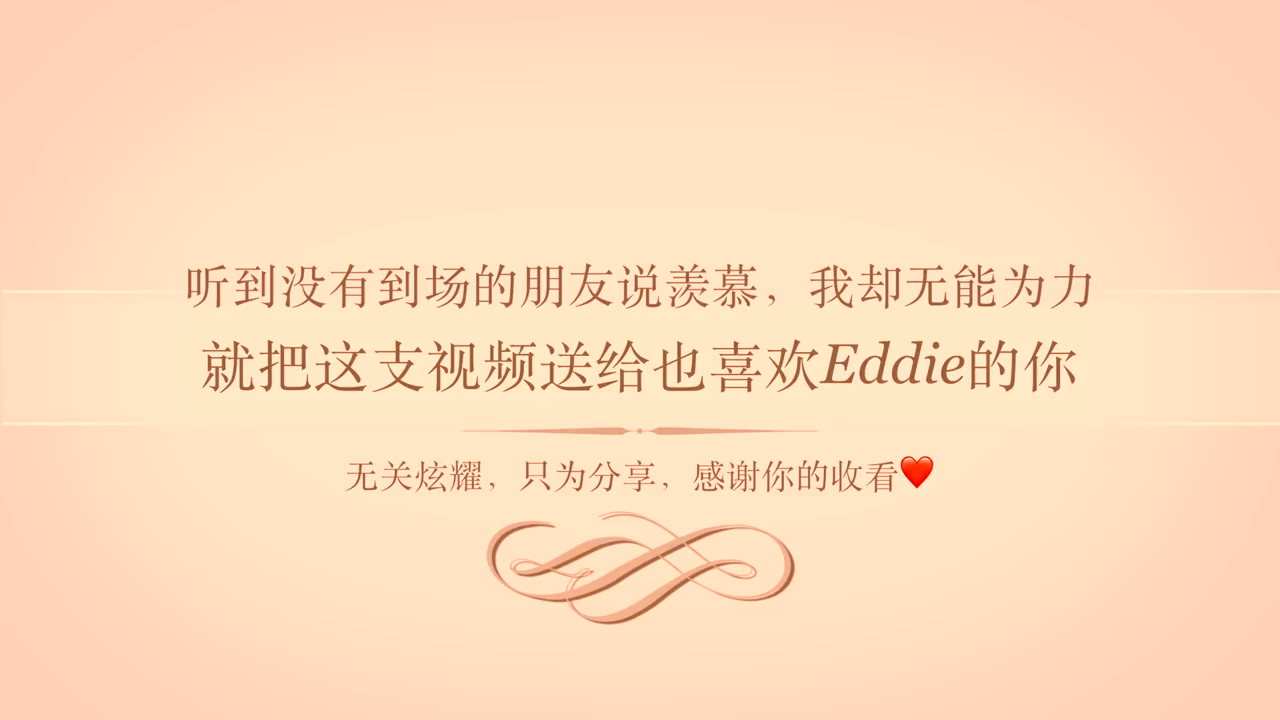 听到没有到场的朋友说羡慕，我却无能为力
就把这支视频送给也喜欢Eddie的你
无关炫耀，只为分享，感谢你的收看❤️